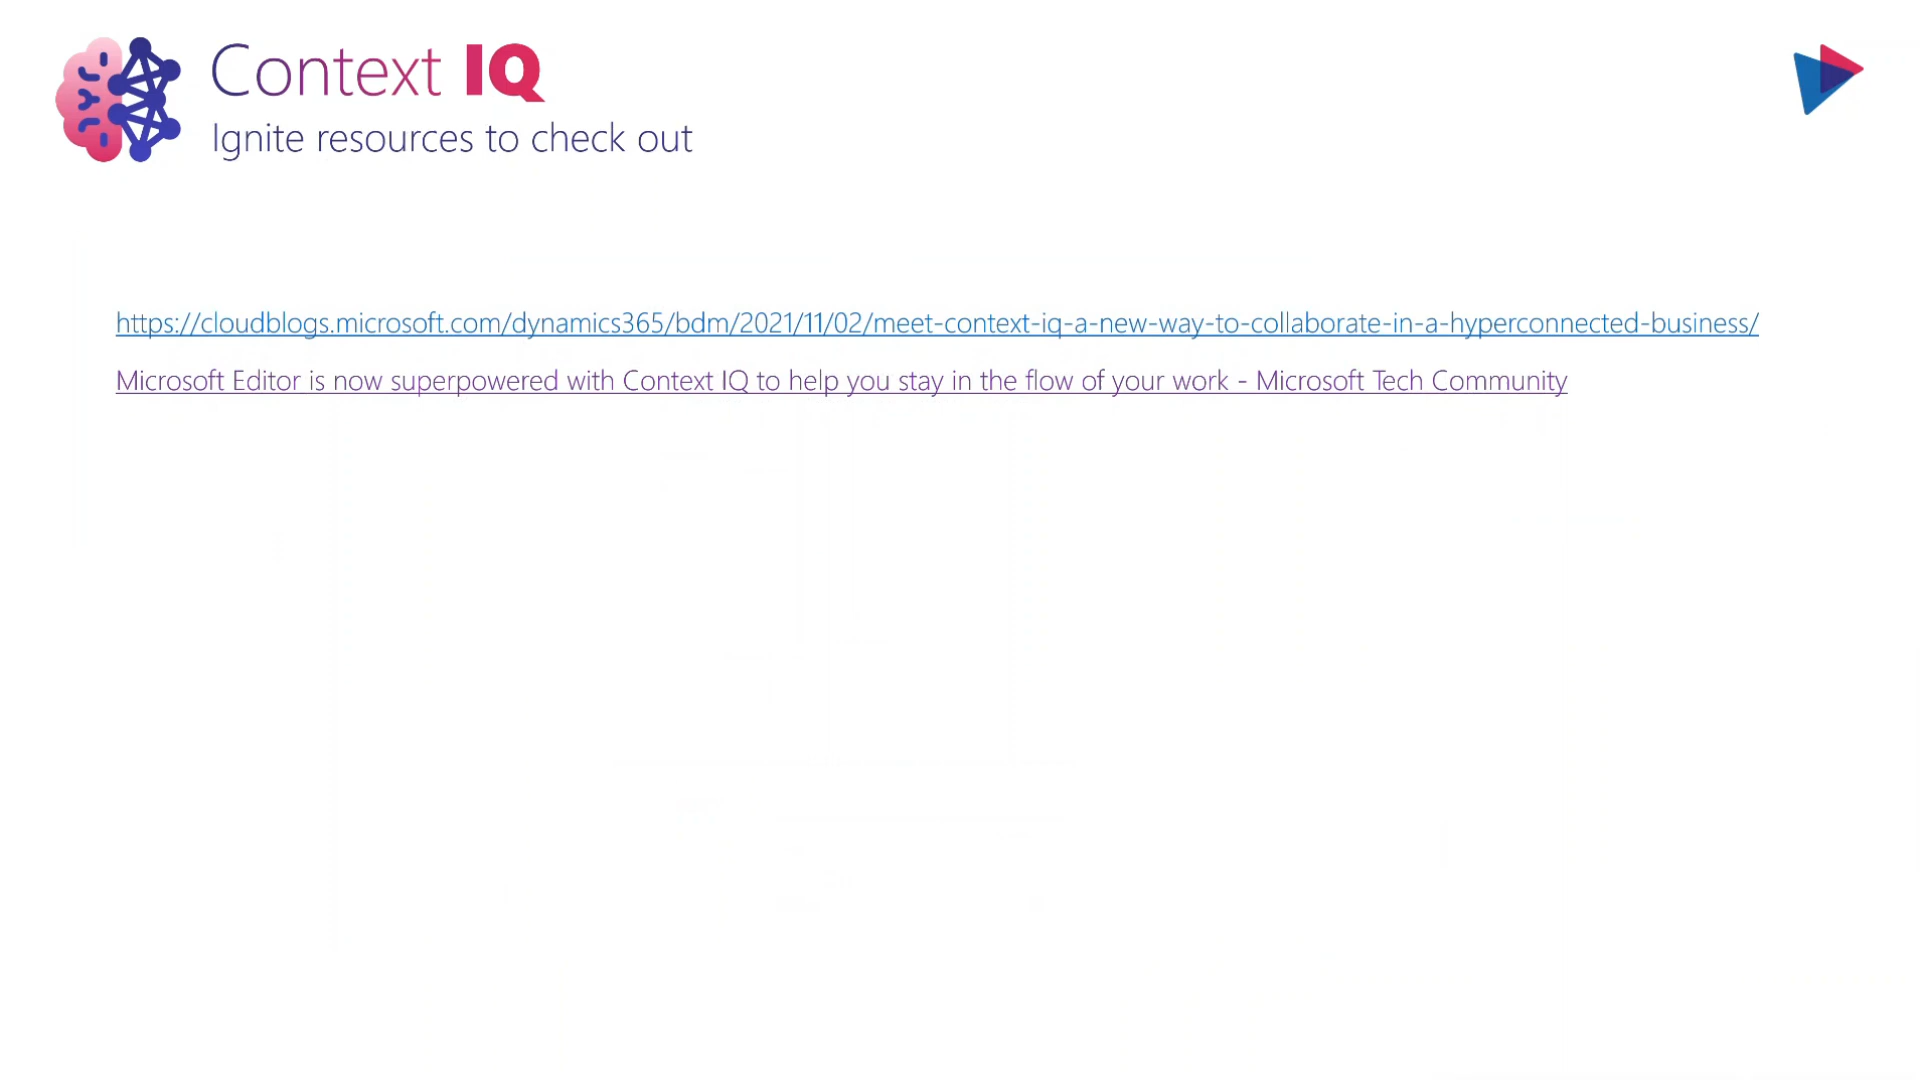 Context IQ
Ignite resources to check out
https://cloudblogs.microsoft.com/dynamics365/bdm/2021/11/02/meet-context-iq-a-new-way-to-collaborate-in-a-hyperconnected-business/
Microsoft Editor is now superpowered with Context IQ to help you stay in the flow of your work - Microsoft Tech Community